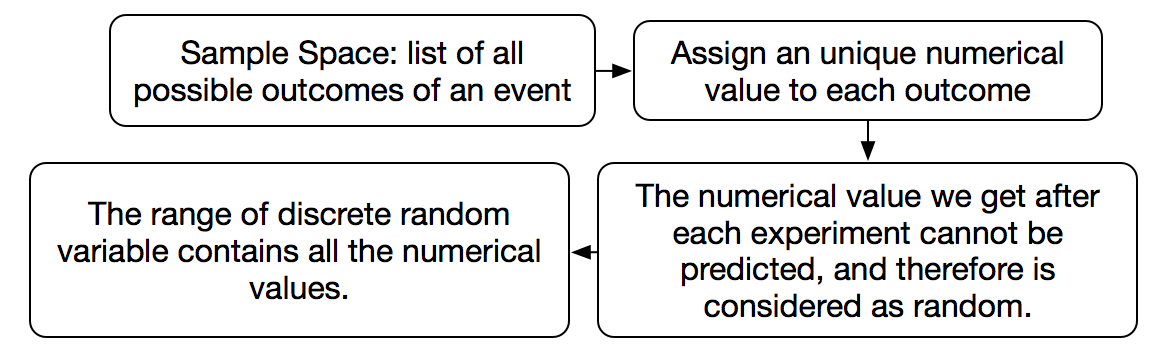 Sample Space: list of all
possible outcomes of an event
Assign an unique numerical
value to each outcome
The numerical value we get after
each experiment cannot be
predicted, and therefore is
considered as random.
The range of discrete random
variable contains all the numerical
values.